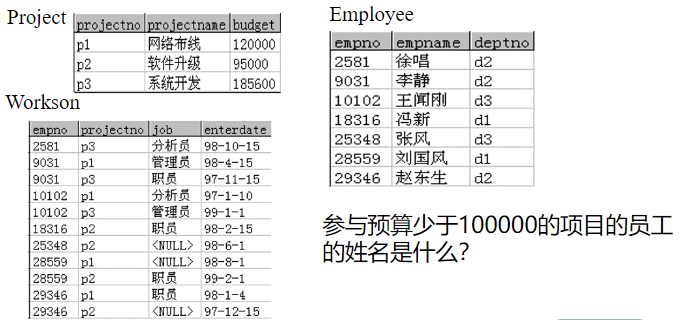 Project
projectno projectname budget
p1 网络布线 120000
p2 软件升级 95000
p3 系统开发 185600
Employee
empno empname deptno
2581 徐唱 d2
9031 李静 d2
10102 王闻刚 d3
18316 冯新 d1
25348 张风 d3
28559 刘国风 d1
29346 赵东生 d2
Workson
empno projectno job enterdate
2581 p3 分析员 98-10-15
9031 p1 管理员 98-4-15
9031 p3 职员 97-11-15
10102 p1 分析员 97-1-10
10102 p3 管理员 99-1-1
18316 p2 职员 98-2-15
25348 p2 <NULL> 98-6-1
28559 p1 <NULL> 98-8-1
28559 p2 职员 99-2-1
29346 p1 职员 98-1-4
29346 p2 <NULL> 97-12-15
参与预算少于100000的项目的员工
的姓名是什么？